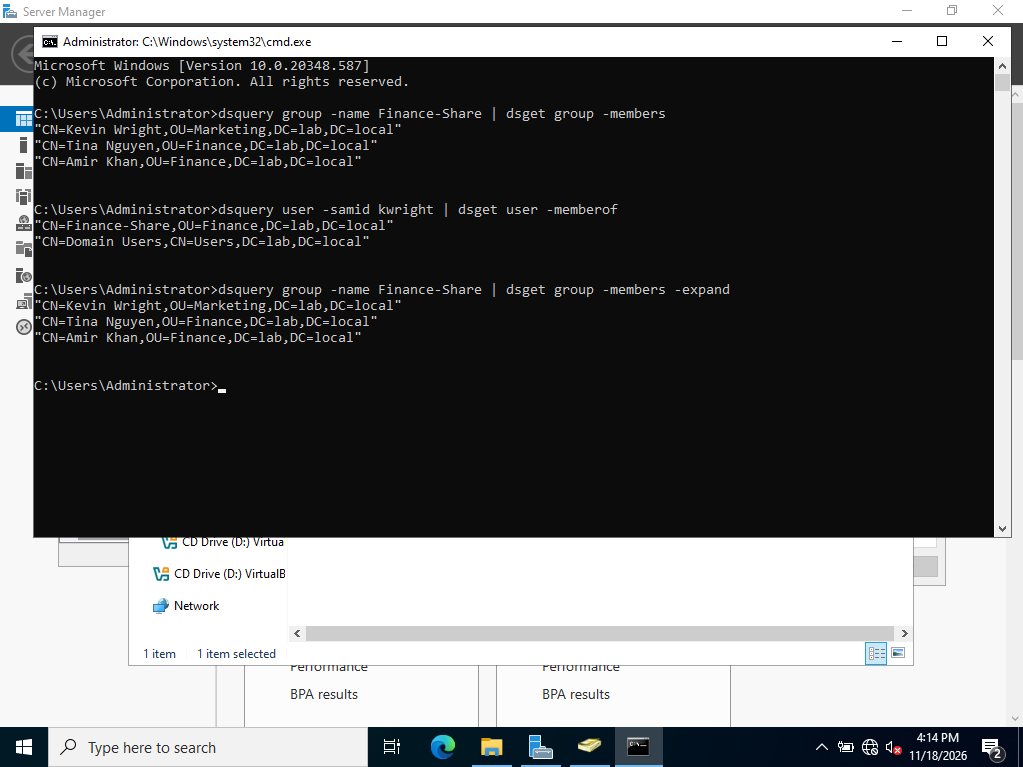 Server Manager
Administrator: C:\Windows\system32\cmd.exe
Microsoft Windows [Version 10.0.20348.587]
(c) Microsoft Corporation. All rights reserved.
C:\Users\Administrator>dsquery group -name Finance-Share | dsget group -members
"CN=Kevin Wright,OU=Marketing,DC=lab,DC=local"
"CN=Tina Nguyen,OU=Finance,DC=lab,DC=local"
"CN=Amir Khan,OU=Finance,DC=lab,DC=local"
C:\Users\Administrator>dsquery user -samid kwright | dsget user -memberof
"CN=Finance-Share,OU=Finance,DC=lab,DC=local"
"CN=Domain Users,CN=Users,DC=lab,DC=local"
C:\Users\Administrator>dsquery group -name Finance-Share | dsget group -members -expand
"CN=Kevin Wright,OU=Marketing,DC=lab,DC=local"
"CN=Tina Nguyen,OU=Finance,DC=lab,DC=local"
"CN=Amir Khan,OU=Finance,DC=lab,DC=local"
C:\Users\Administrator>
CD Drive (D:) Virtua
CD Drive (D:) VirtualB
Network
1 item 1 item selected
Performance Performance
BPA results BPA results
Type here to search
4:14 PM
11/18/2026
2